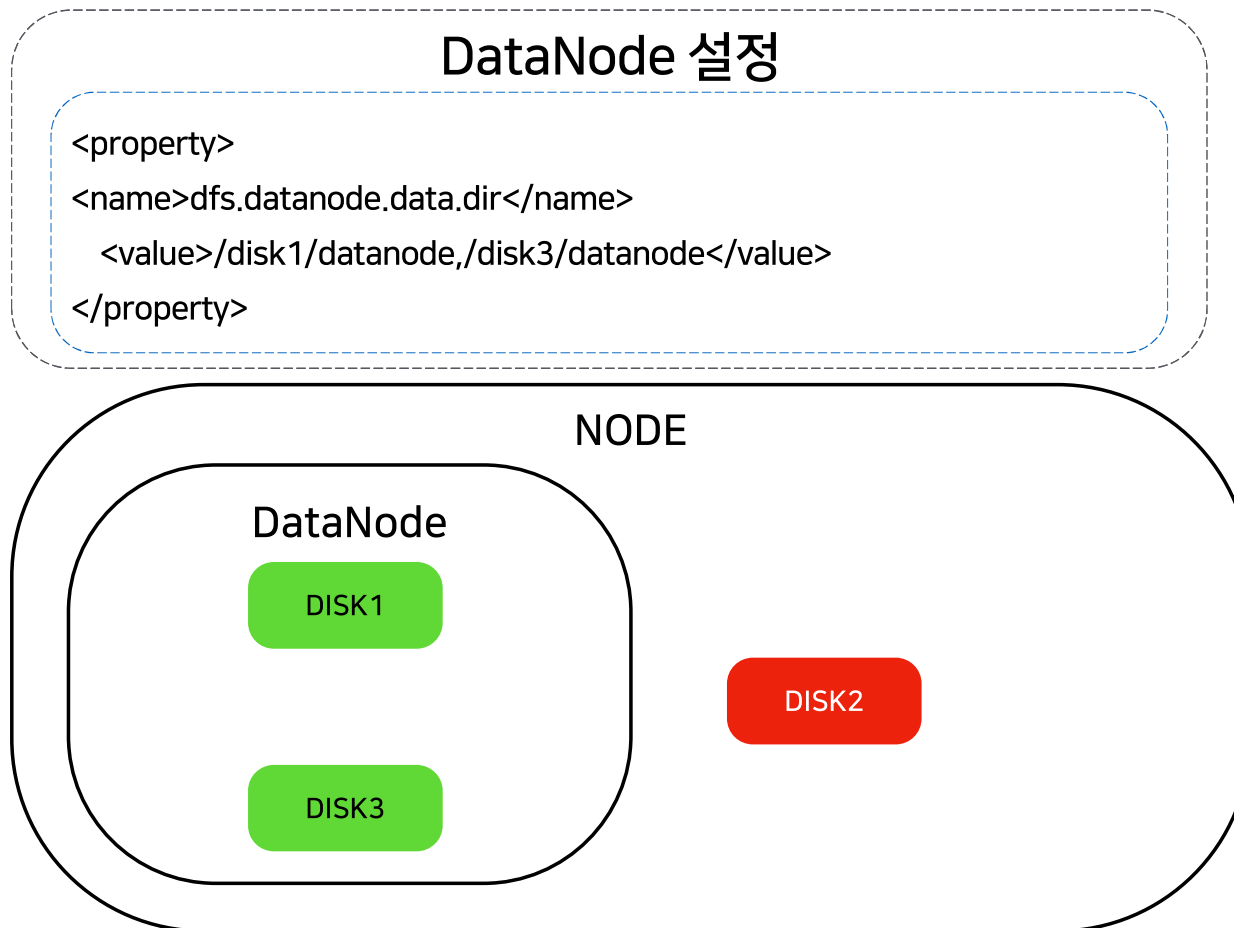 DataNode 설정
<property>
<name>dfs.datanode.data.dir</name>
<value>/disk1/datanode,/disk3/datanode</value>
</property>
NODE
DataNode
DISK1
DISK2
DISK3